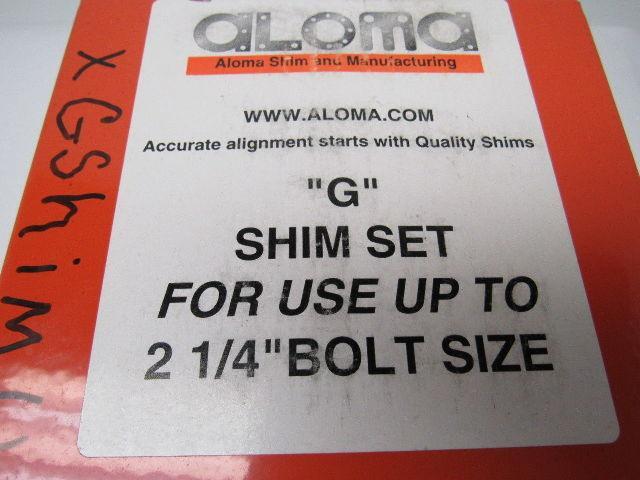 aLOMa
Aloma Shim and Manufacturing
WWW.ALOMA.COM
Accurate alignment starts with Quality Shims
"G"
SHIM SET
FOR USE UP TO
2 1/4" BOLT SIZE
X GShim